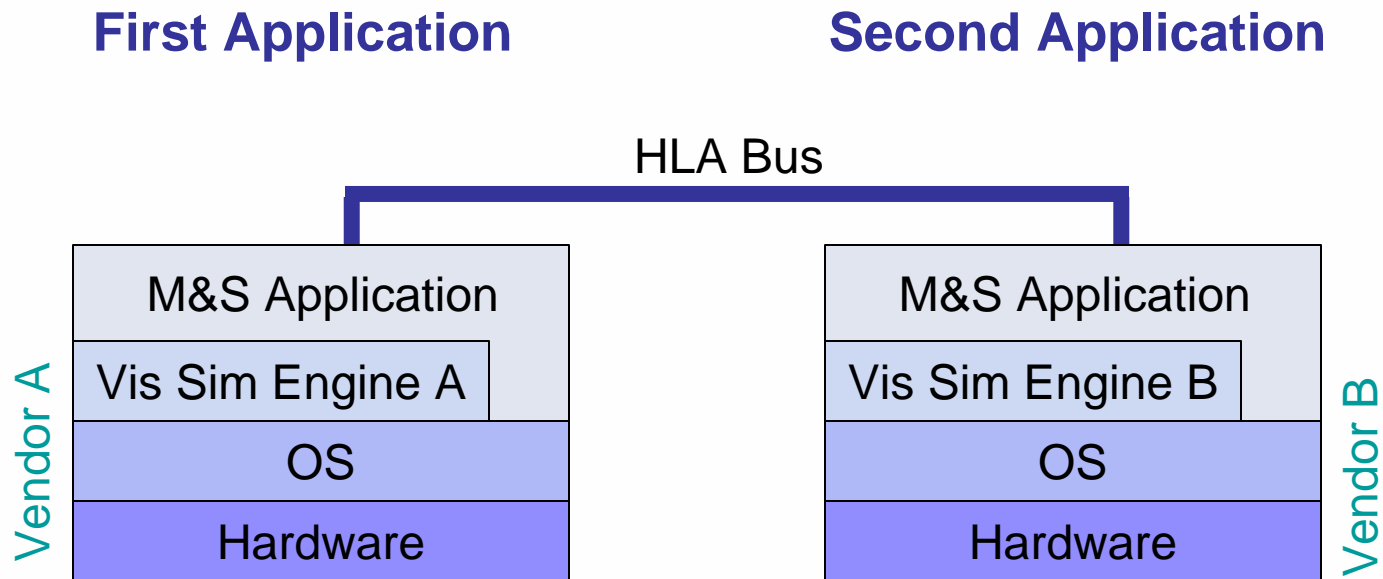 First Application
Second Application
HLA Bus
M&S Application
Vis Sim Engine A
OS
Hardware
Vendor A
M&S Application
Vis Sim Engine B
OS
Hardware
Vendor B